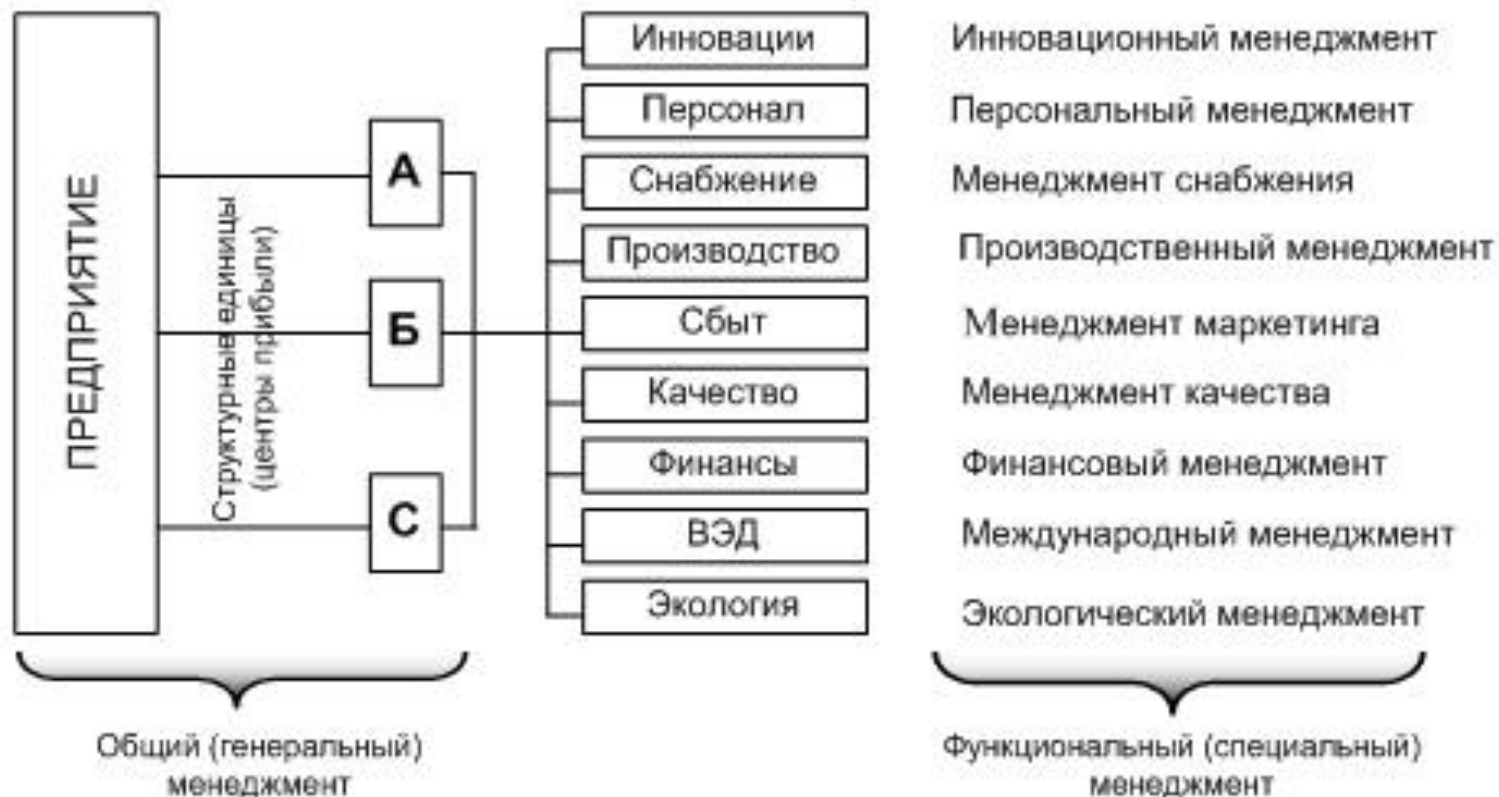 ПРЕДПРИЯТИЕ
Структурные единицы
(центры прибыли)
А
Б
С
Инновации
Персонал
Снабжение
Производство
Сбыт
Качество
Финансы
ВЭД
Экология
Инновационный менеджмент
Персональный менеджмент
Менеджмент снабжения
Производственный менеджмент
Менеджмент маркетинга
Менеджмент качества
Финансовый менеджмент
Международный менеджмент
Экологический менеджмент
Общий (генеральный)
менеджмент
Функциональный (специальный)
менеджмент